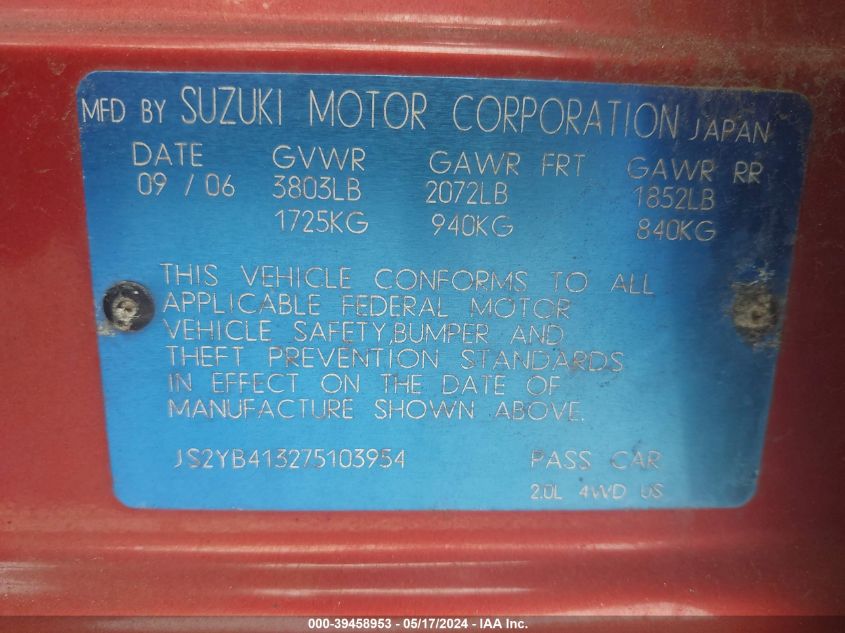 MFD BY SUZUKI MOTOR CORPORATION JAPAN
DATE GVWR GAWR FRT GAWR RR
09 / 06 3803LB 2072LB 1852LB
1725KG 940KG 840KG
THIS VEHICLE CONFORMS TO ALL
APPLICABLE FEDERAL MOTOR
VEHICLE SAFETY,BUMPER AND
THEFT PREVENTION STANDARDS
IN EFFECT ON THE DATE OF
MANUFACTURE SHOWN ABOVE.
JS2YB413275103954 PASS CAR
2.0L 4WD US
000-39458953 - 05/17/2024 - IAA Inc.